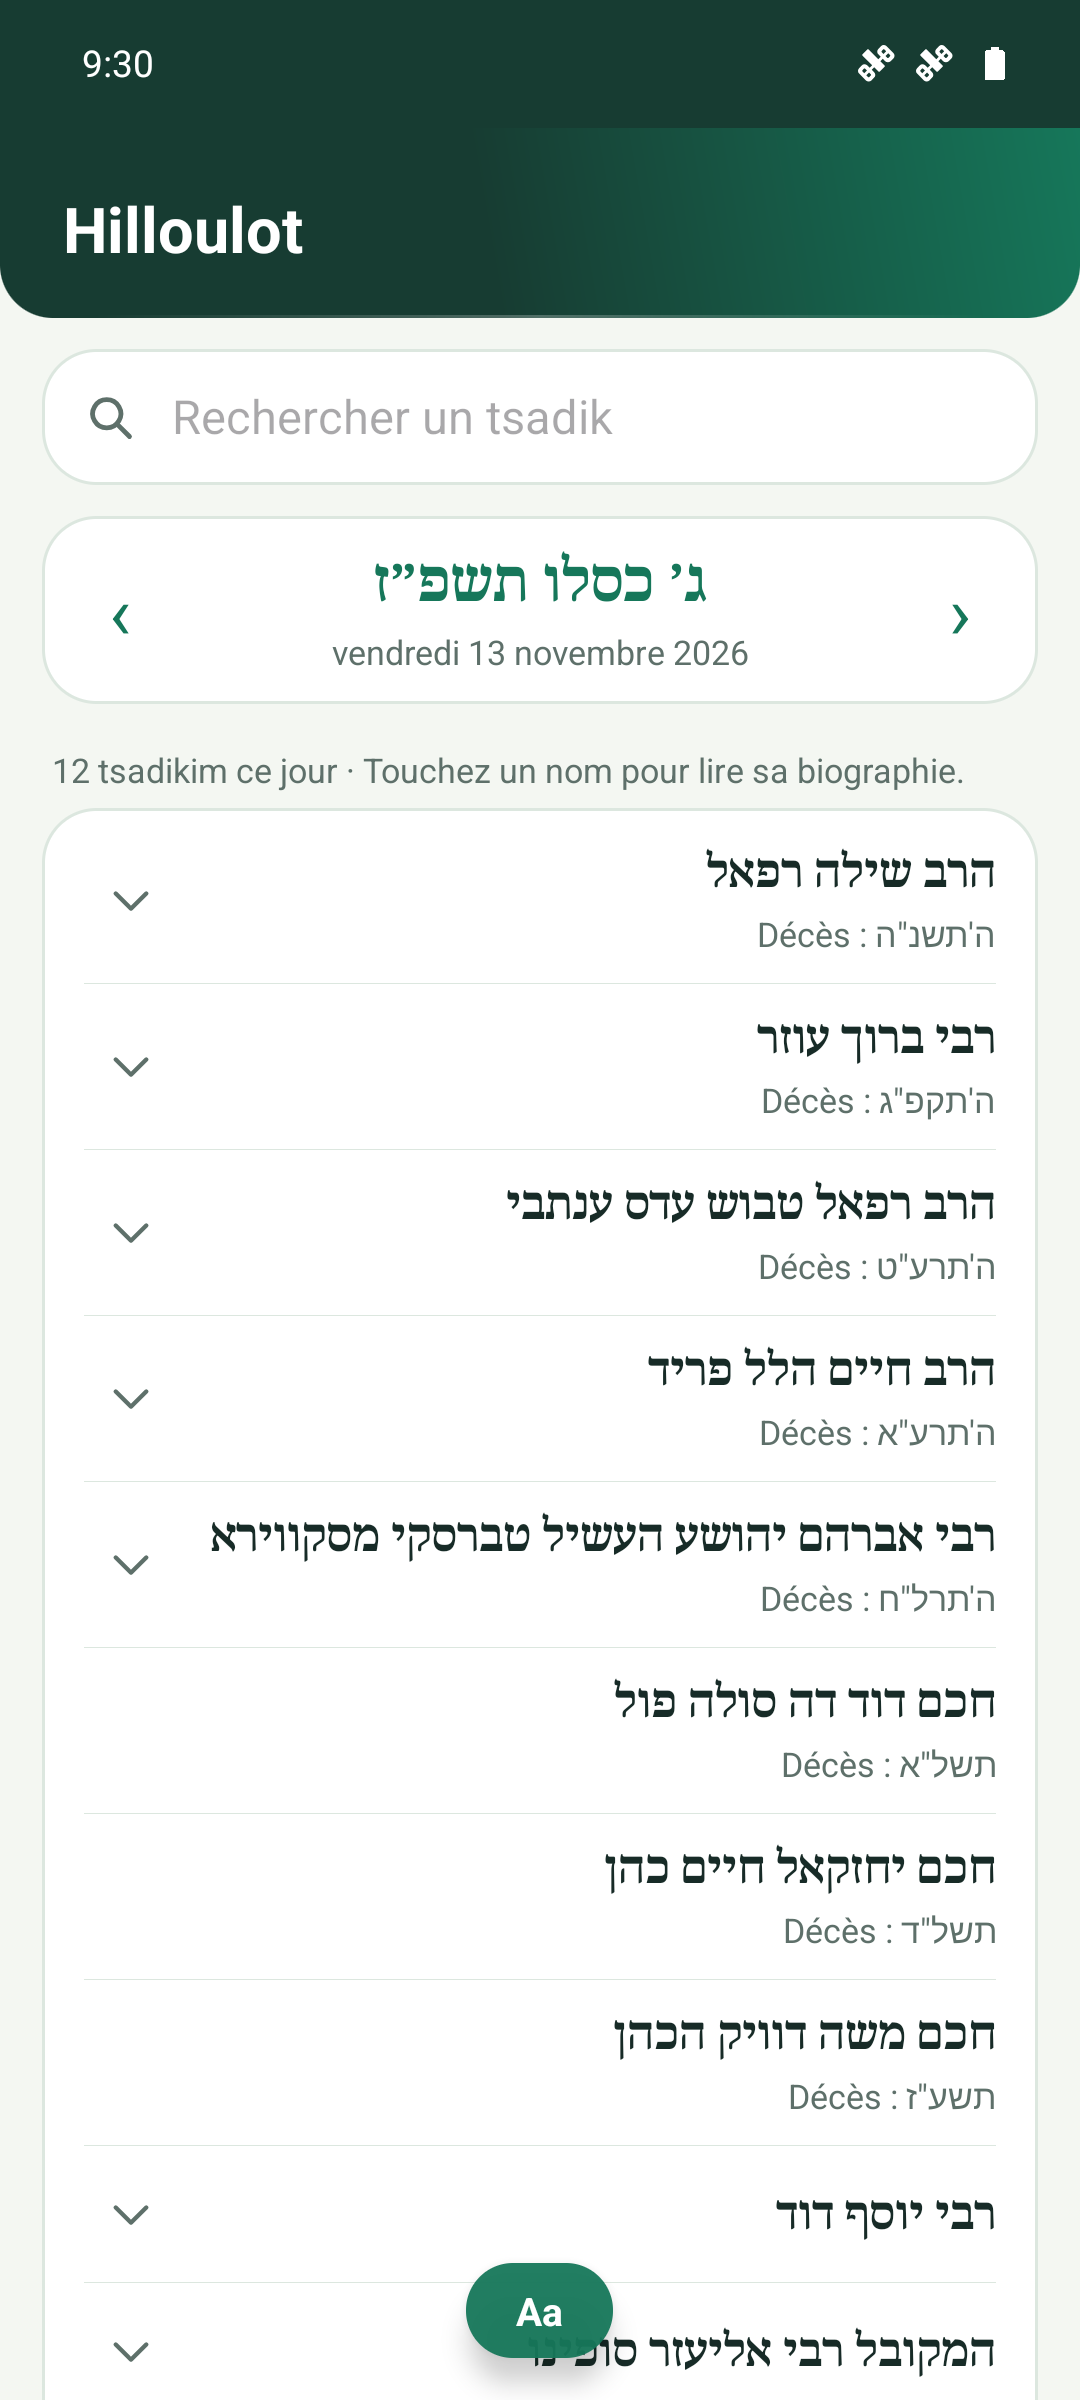 9:30
Hilloulot
Rechercher un tsadik
ג׳ כסלו תשפ״ז
vendredi 13 novembre 2026
12 tsadikim ce jour · Touchez un nom pour lire sa biographie.
הרב שילה רפאל
Décès : ה'תשנ"ה
רבי ברוך עוזר
Décès : ה'תקפ"ג
הרב רפאל טבוש עדס ענתבי
Décès : ה'תרע"ט
הרב חיים הלל פריד
Décès : ה'תרע"א
רבי אברהם יהושע העשיל טברסקי מסקווירא
Décès : ה'תרל"ח
חכם דוד דה סולה פול
Décès : תשל"א
חכם יחזקאל חיים כהן
Décès : תשל"ד
חכם משה דוויק הכהן
Décès : תשע"ז
רבי יוסף דוד
Aa
המקובל רבי אליעזר סופינו